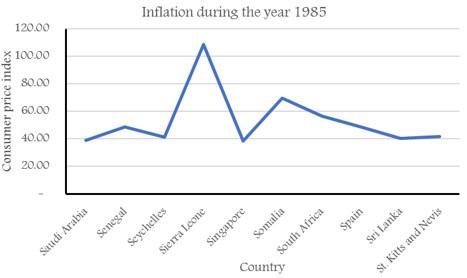 Inflation during the year 1985
Consumer price index
120.00
100.00
80.00
60.00
40.00
20.00
-
Saudi Arabia
Senegal
Seychelles
Sierra Leone
Singapore
Somalia
South Africa
Spain
Sri Lanka
St. Kitts and Nevis
Country